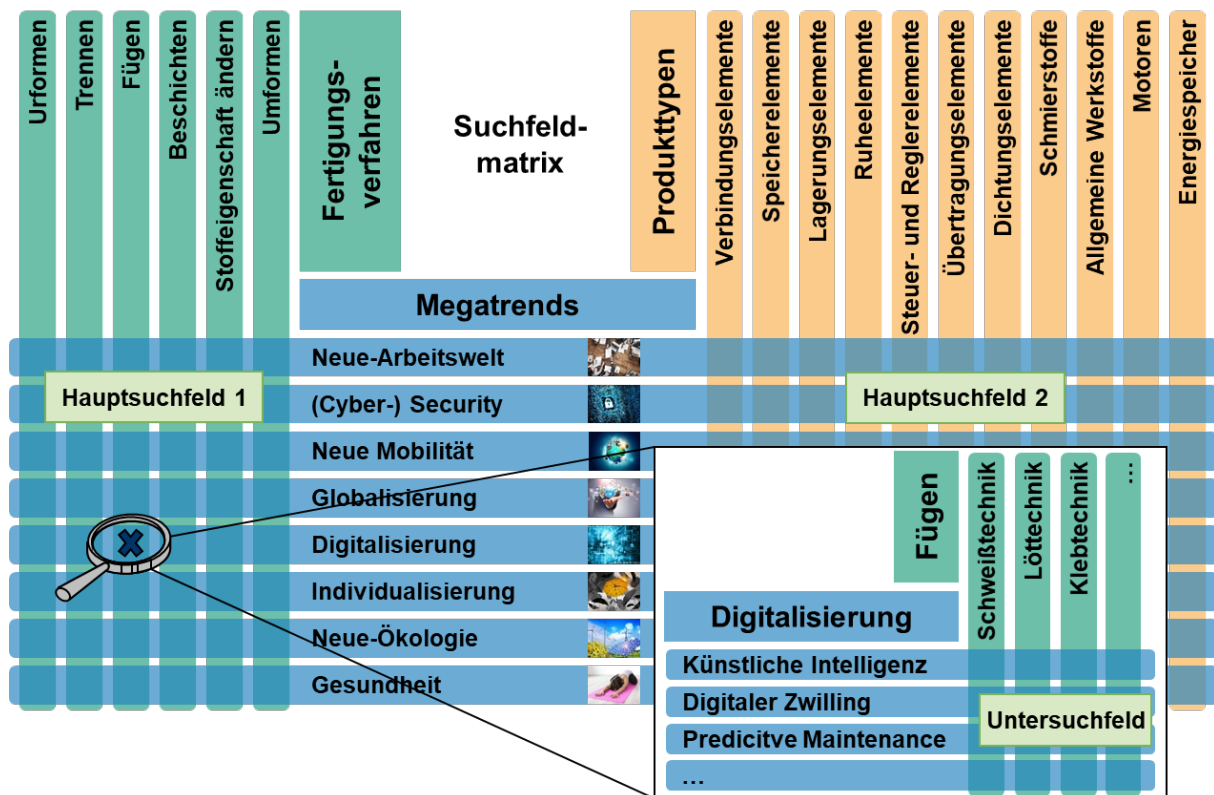 Urformen
Trennen
Fügen
Beschichten
Stoffeigenschaft ändern
Umformen
Fertigungs-
verfahren
Suchfeld-
matrix
Produkttypen
Verbindungselemente
Speicherelemente
Lagerungselemente
Ruheelemente
Steuer- und Reglerelemente
Übertragungselemente
Dichtungselemente
Schmierstoffe
Allgemeine Werkstoffe
Motoren
Energiespeicher
Megatrends
Neue-Arbeitswelt
Hauptsuchfeld 1
(Cyber-) Security
Hauptsuchfeld 2
Neue Mobilität
Globalisierung
Digitalisierung
Individualisierung
Neue-Ökologie
Gesundheit
Fügen
Schweißtechnik
Löttechnik
Klebtechnik
...
Digitalisierung
Künstliche Intelligenz
Digitaler Zwilling
Untersuchfeld
Predicitve Maintenance
...